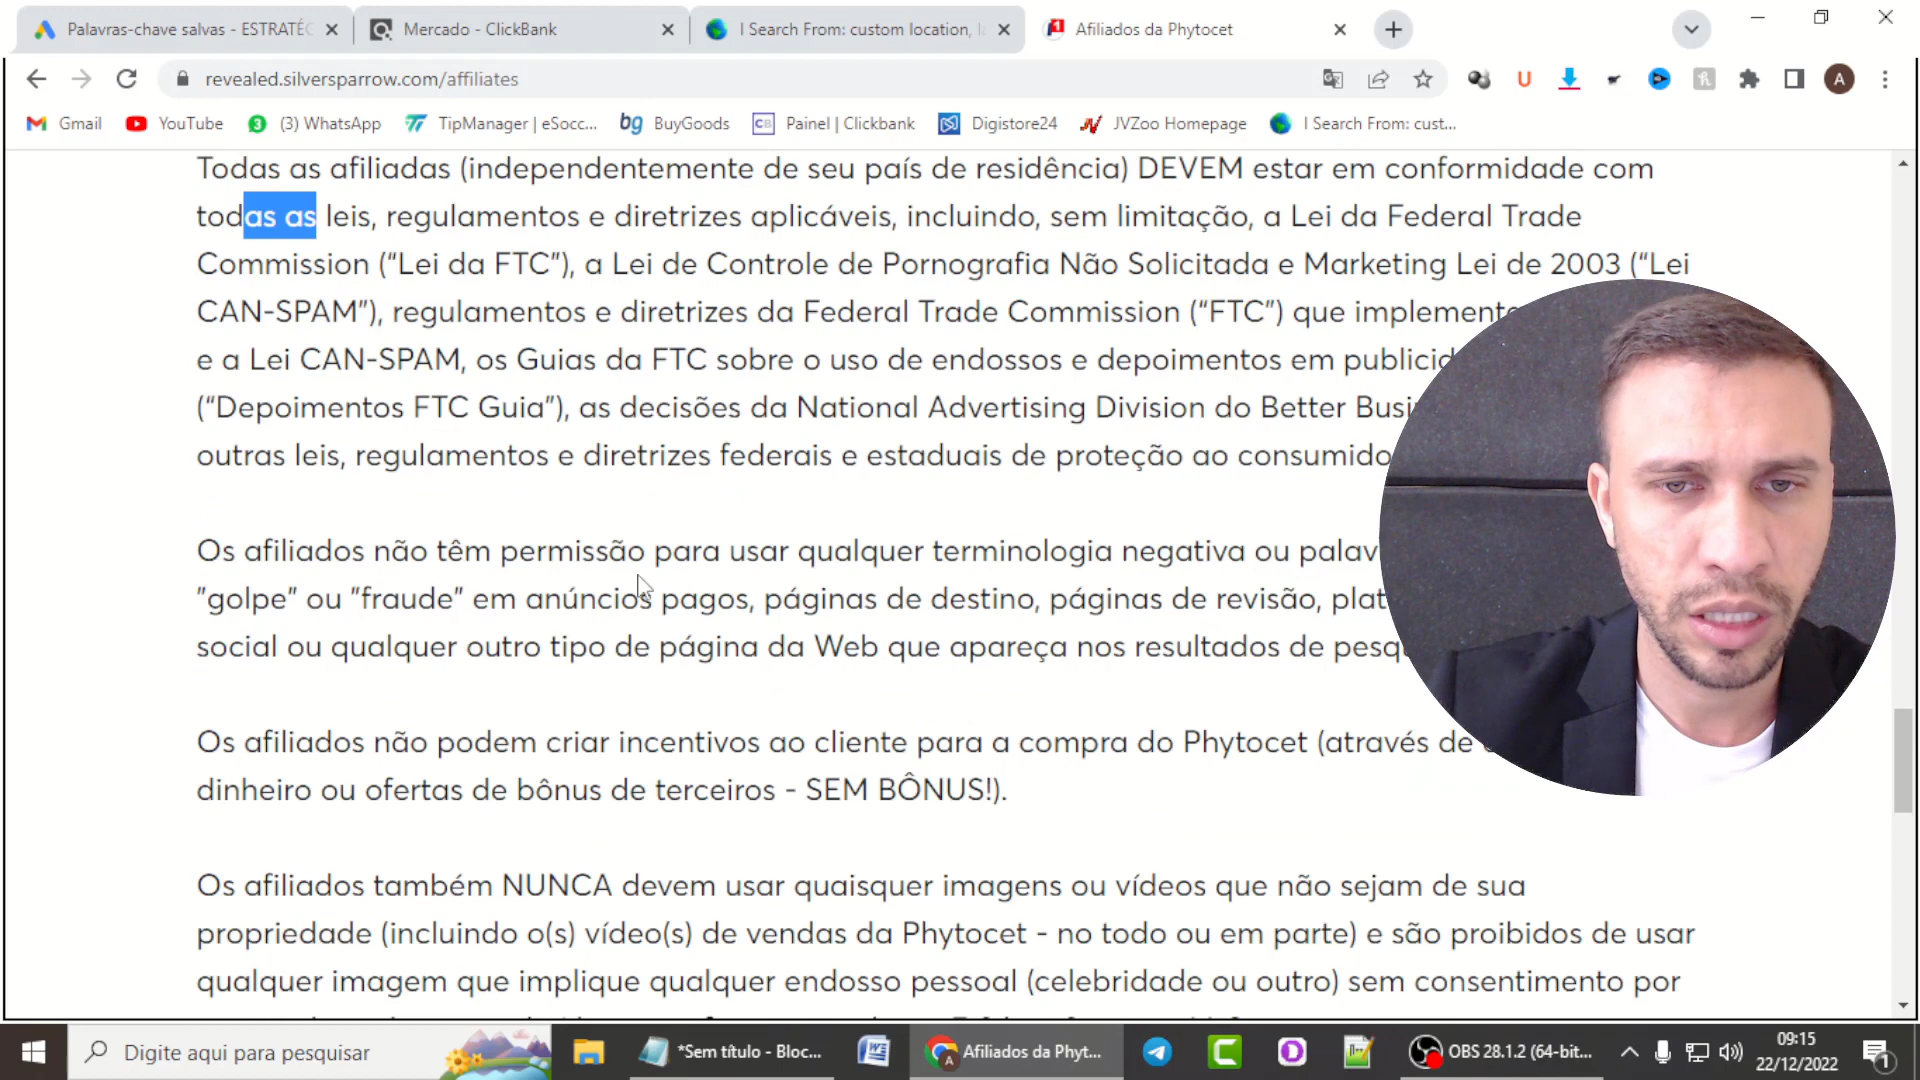 Palavras-chave salvas - ESTRATÉG
Mercado - ClickBank
I Search From: custom location,
Afiliados da Phytocet
revealed.silversparrow.com/affiliates
A
Gmail
YouTube
(3) WhatsApp
TipManager | eSocc...
BuyGoods
Painel | Clickbank
Digistore24
JVZoo Homepage
I Search From: cust...
Todas as afiliadas (independentemente de seu país de residência) DEVEM estar em conformidade com
todas as leis, regulamentos e diretrizes aplicáveis, incluindo, sem limitação, a Lei da Federal Trade
Commission (“Lei da FTC”), a Lei de Controle de Pornografia Não Solicitada e Marketing Lei de 2003 (“Lei
CAN-SPAM”), regulamentos e diretrizes da Federal Trade Commission (“FTC”) que implement
e a Lei CAN-SPAM, os Guias da FTC sobre o uso de endossos e depoimentos em publicid
(“Depoimentos FTC Guia”), as decisões da National Advertising Division do Better Busi
outras leis, regulamentos e diretrizes federais e estaduais de proteção ao consumido
Os afiliados não têm permissão para usar qualquer terminologia negativa ou palav
"golpe" ou "fraude" em anúncios pagos, páginas de destino, páginas de revisão, plat
social ou qualquer outro tipo de página da Web que apareça nos resultados de pesqu
Os afiliados não podem criar incentivos ao cliente para a compra do Phytocet (através de
dinheiro ou ofertas de bônus de terceiros - SEM BÔNUS!).
Os afiliados também NUNCA devem usar quaisquer imagens ou vídeos que não sejam de sua
propriedade (incluindo o(s) vídeo(s) de vendas da Phytocet - no todo ou em parte) e são proibidos de usar
qualquer imagem que implique qualquer endosso pessoal (celebridade ou outro) sem consentimento por
Digite aqui para pesquisar
*Sem título - Bloc...
Afiliados da Phyt...
OBS 28.1.2 (64-bit...
09:15
22/12/2022
1